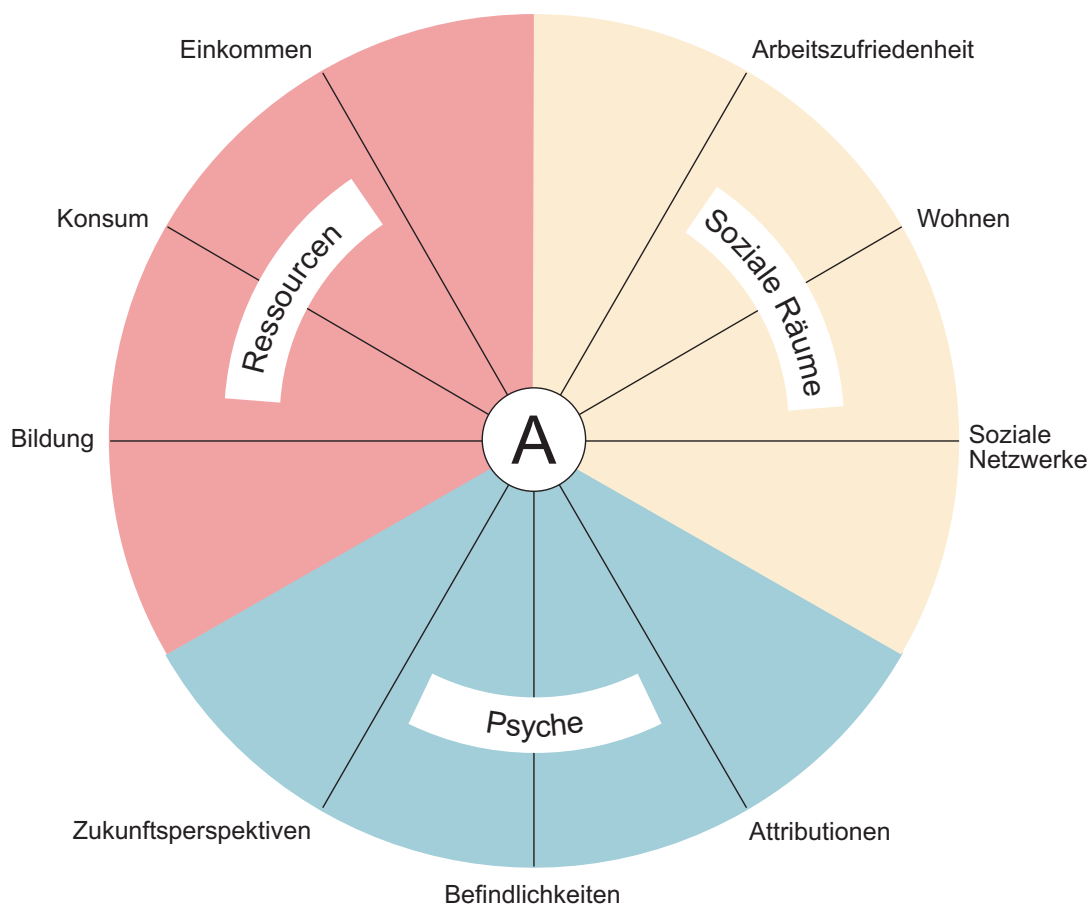 Einkommen
Arbeitszufriedenheit
Konsum
Wohnen
Ressourcen
Soziale Räume
Bildung
A
Soziale
Netzwerke
Psyche
Zukunftsperspektiven
Attributionen
Befindlichkeiten